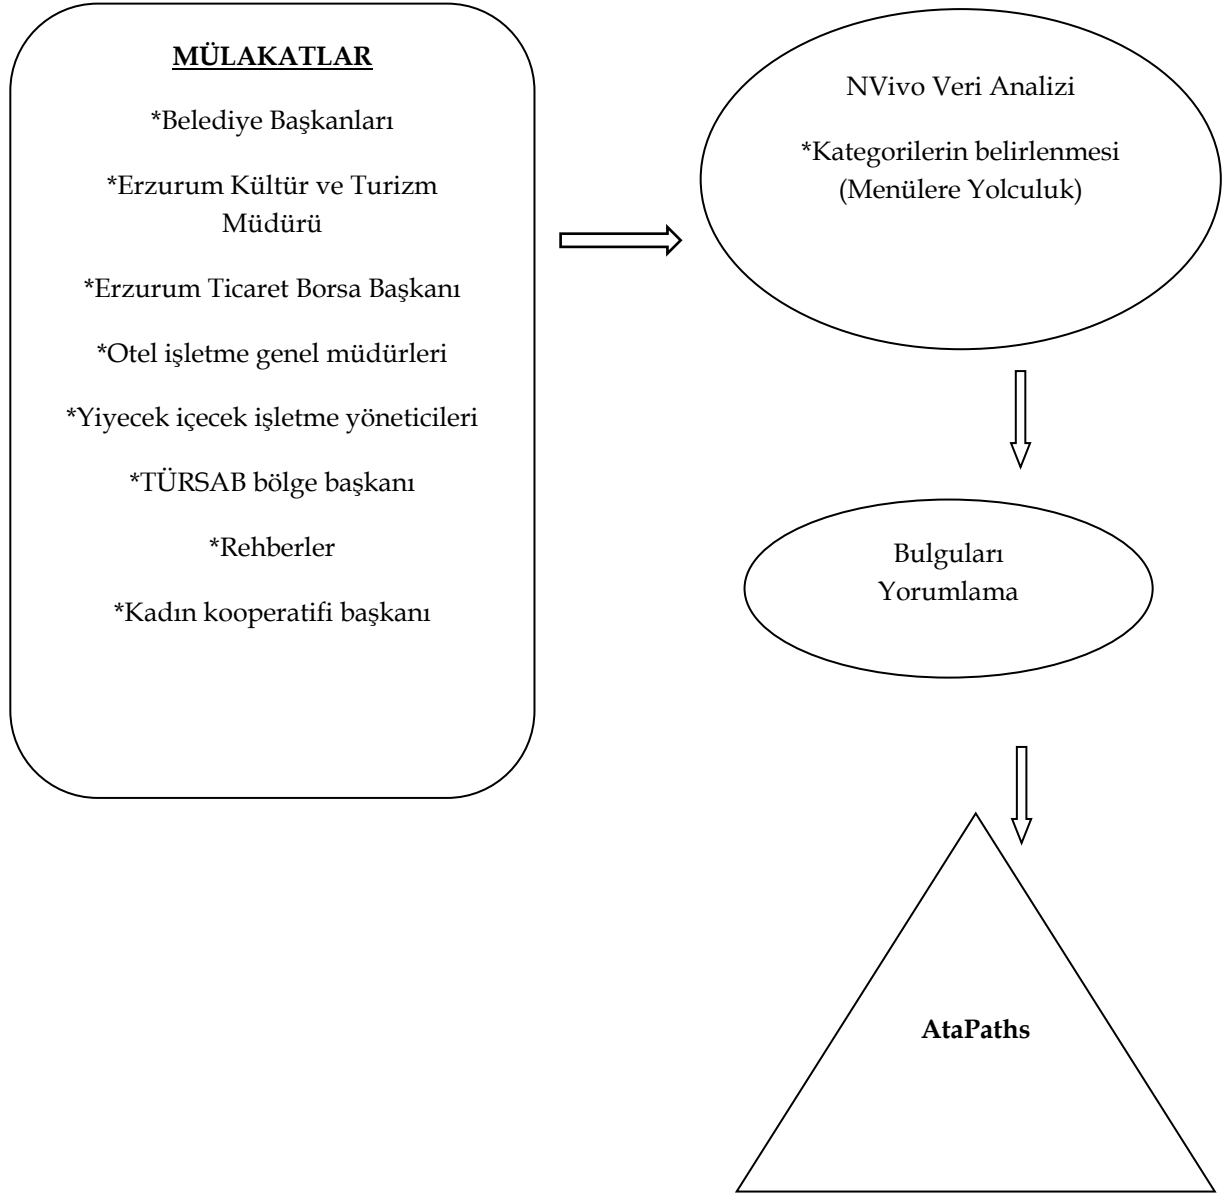 MÜLAKATLAR
*Belediye Başkanları
*Erzurum Kültür ve Turizm
Müdürü
*Erzurum Ticaret Borsa Başkanı
*Otel işletme genel müdürleri
*Yiyecek içecek işletme yöneticileri
*TÜRSAB bölge başkanı
*Rehberler
*Kadın kooperatifi başkanı
NVivo Veri Analizi
*Kategorilerin belirlenmesi
(Menülere Yolculuk)
Bulguları
Yorumlama
AtaPaths